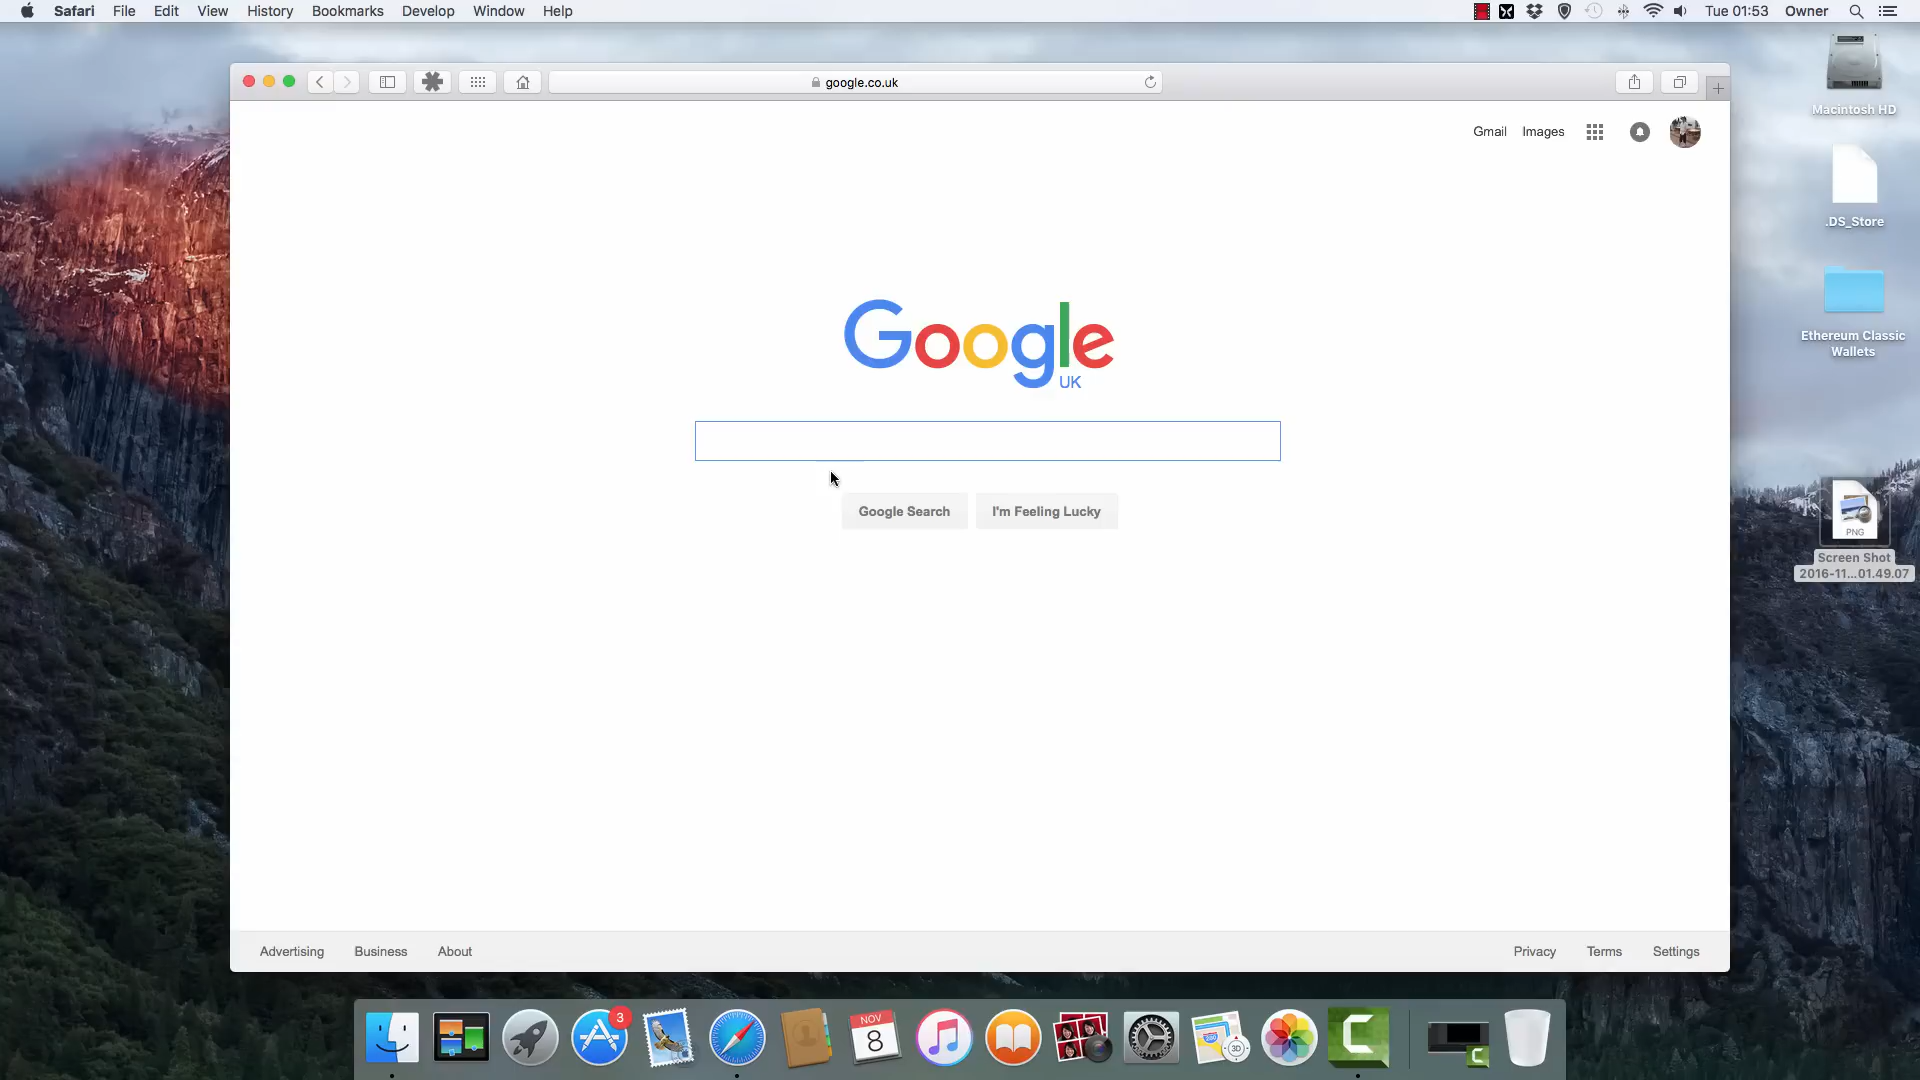 Safari File Edit View History Bookmarks Develop Window Help Tue 01:53 Owner
google.co.uk
Macintosh HD
Gmail Images
.DS_Store
Google
UK
Ethereum Classic
Wallets
Google Search I'm Feeling Lucky
PNG
Screen Shot
2016-11...01.49.07
Advertising Business About Privacy Terms Settings
3
NOV
8
3D